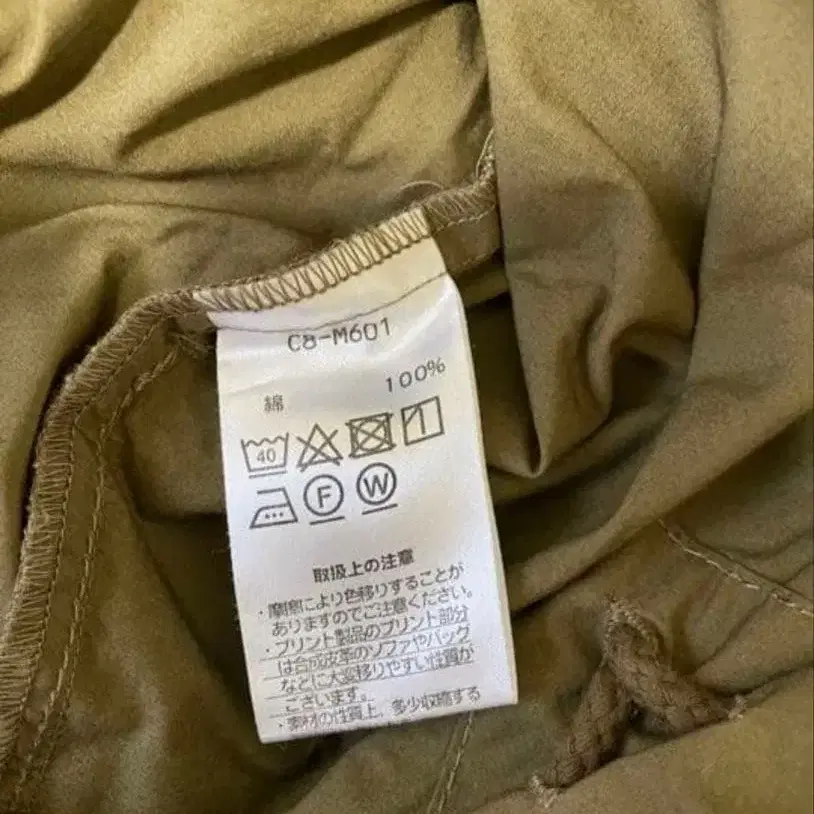 C8-M601
綿 100%
40
F W
取扱上の注意
・摩擦により色移りすることが
ありますのでご注意ください。
・プリント製品のプリント部分
は合成皮革のソファやバッグ
などに大変移りやすい性質が
ございます。
・素材の性質上、多少収縮する